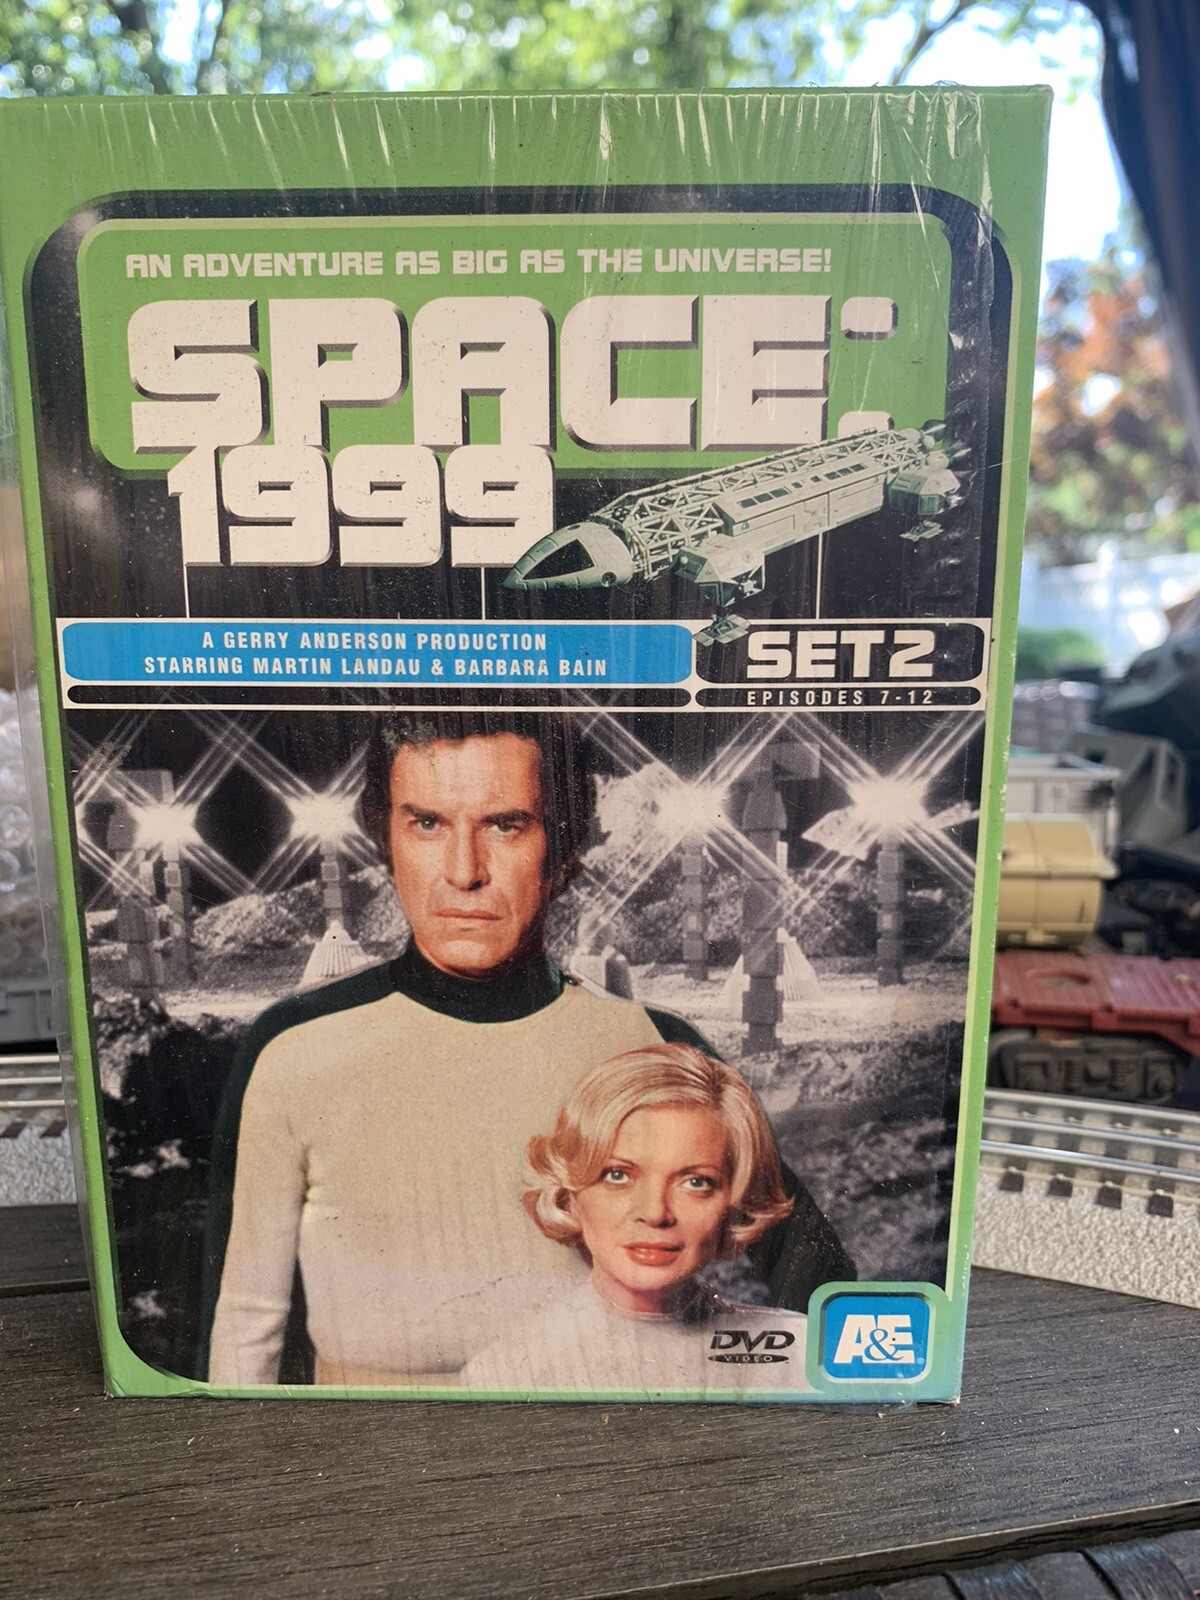 AN ADVENTURE AS BIG AS THE UNIVERSE!
SPACE:
1999
A GERRY ANDERSON PRODUCTION
STARRING MARTIN LANDAU & BARBARA BAIN
SET 2
EPISODES 7-12
DVD
VIDEO
A&E